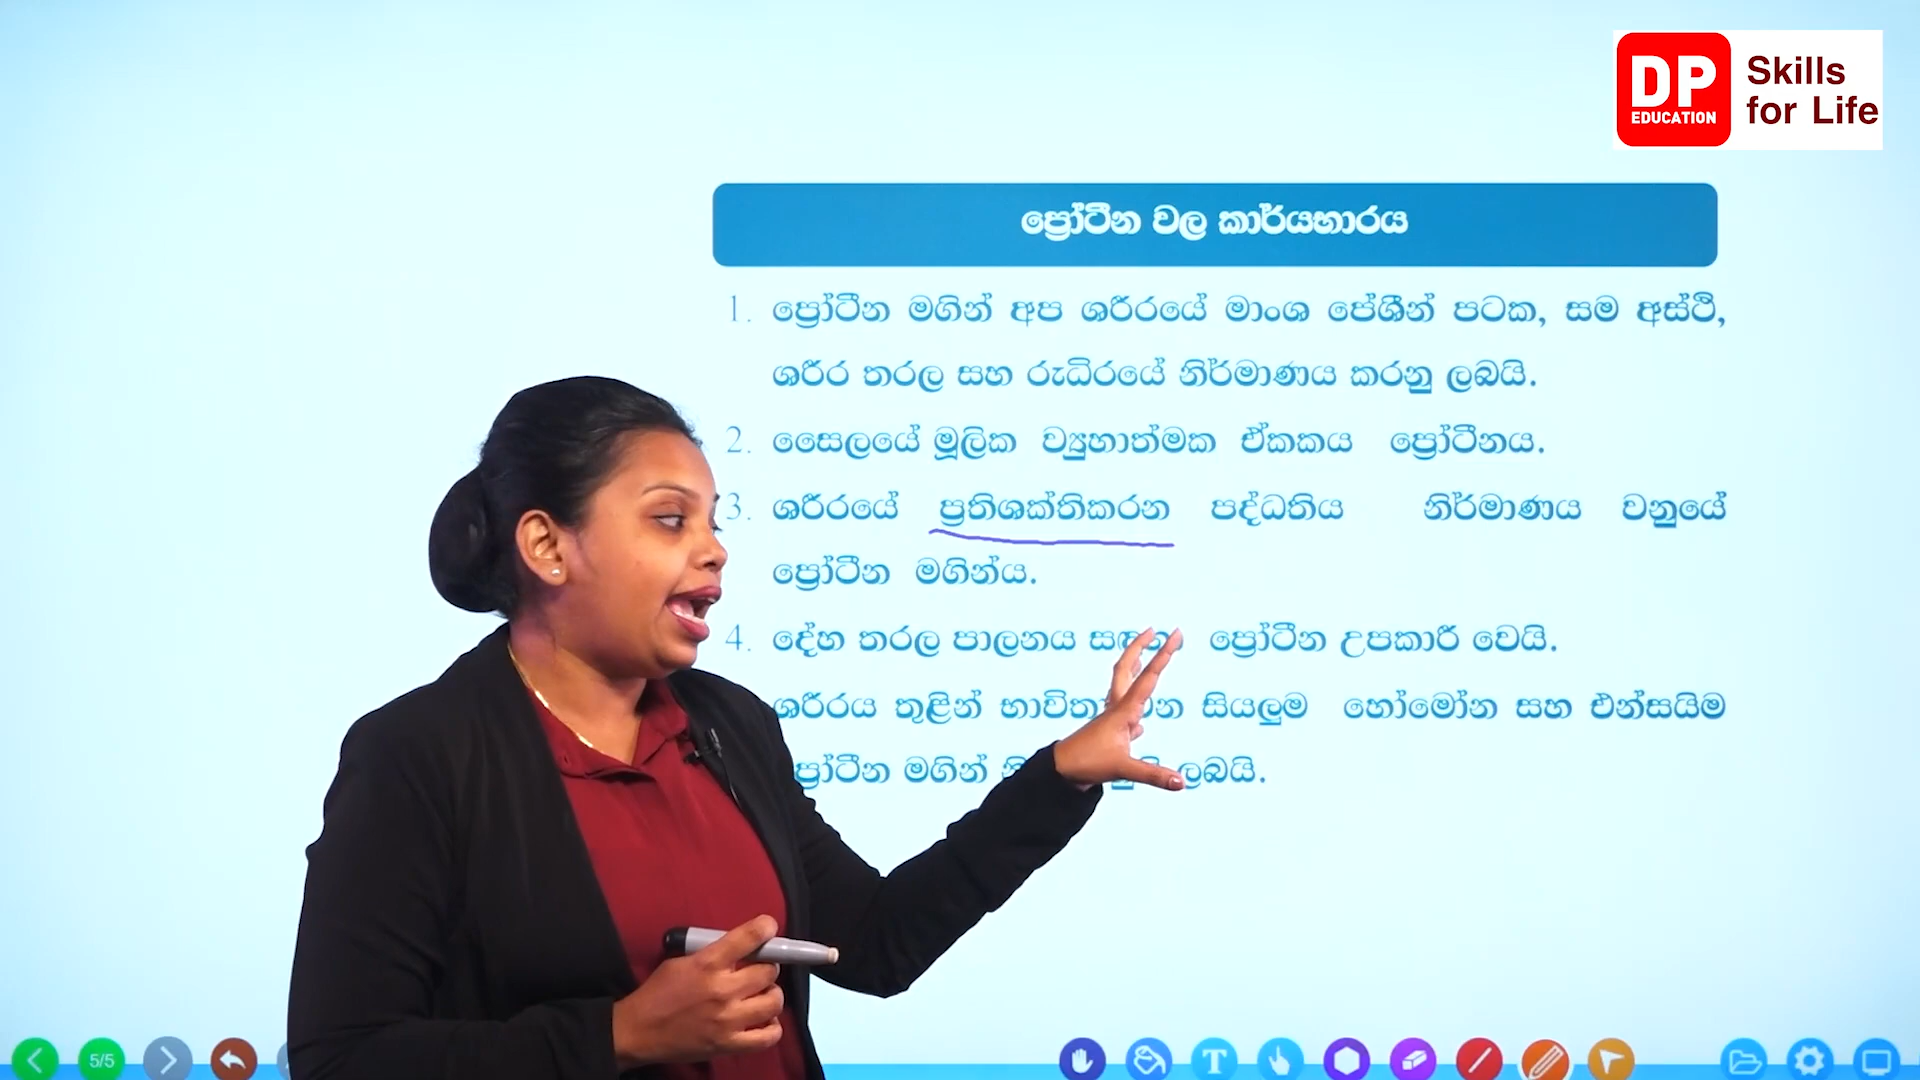 DP
EDUCATION
Skills
for Life
ප්‍රෝටීන වල කාර්යභාරය
1. ප්‍රෝටීන මගින් අප ශරීරයේ මාංශ පේශීන් පටක, සම අස්ථි,
ශරීර තරල සහ රුධිරයේ නිර්මාණය කරනු ලබයි.
2. සෛලයේ මූලික ව්‍යුහාත්මක ඒකකය ප්‍රෝටීනය.
3. ශරීරයේ ප්‍රතිශක්තිකරන පද්ධතිය නිර්මාණය වනුයේ
ප්‍රෝටීන මගින්ය.
4. දේහ තරල පාලනය ප්‍රෝටීන උපකාරී වෙයි.
ශරීරය තුළින් සියලුම හෝමෝන සහ එන්සයිම
ප්‍රෝටීන මගින් ලබයි.
5/5
T